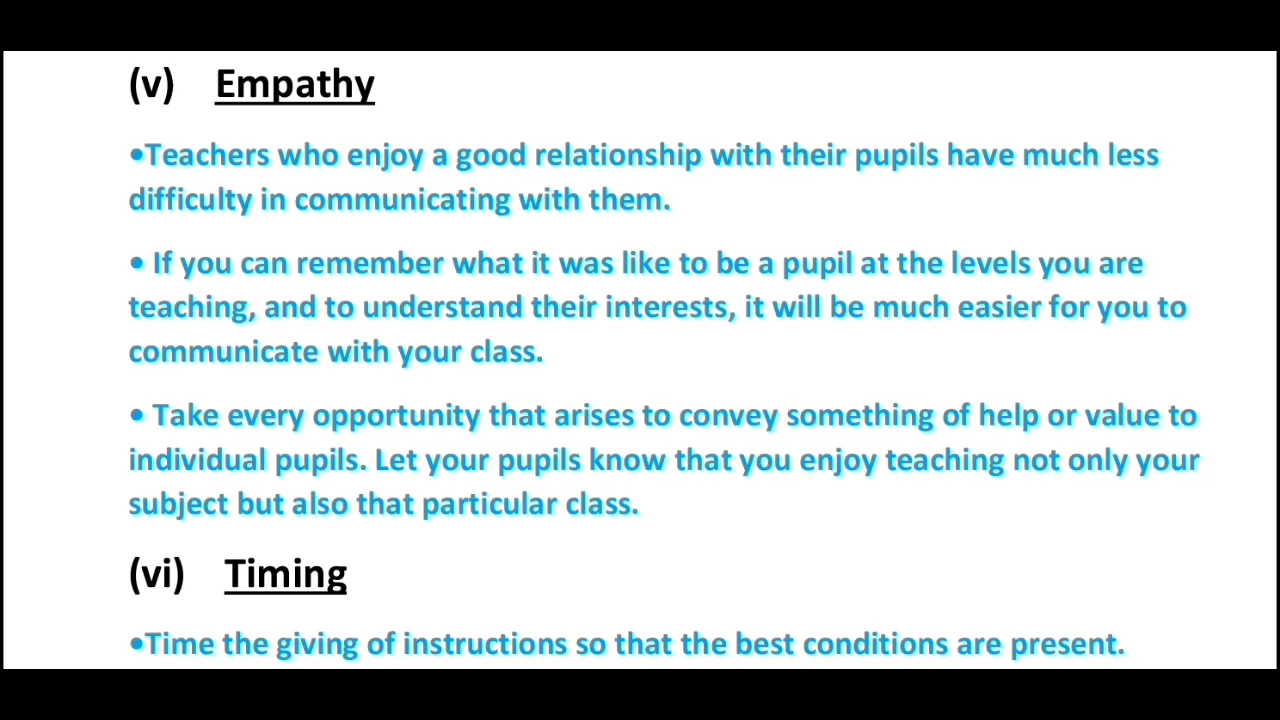 (v) Empathy
•Teachers who enjoy a good relationship with their pupils have much less
difficulty in communicating with them.
• If you can remember what it was like to be a pupil at the levels you are
teaching, and to understand their interests, it will be much easier for you to
communicate with your class.
• Take every opportunity that arises to convey something of help or value to
individual pupils. Let your pupils know that you enjoy teaching not only your
subject but also that particular class.
(vi) Timing
•Time the giving of instructions so that the best conditions are present.